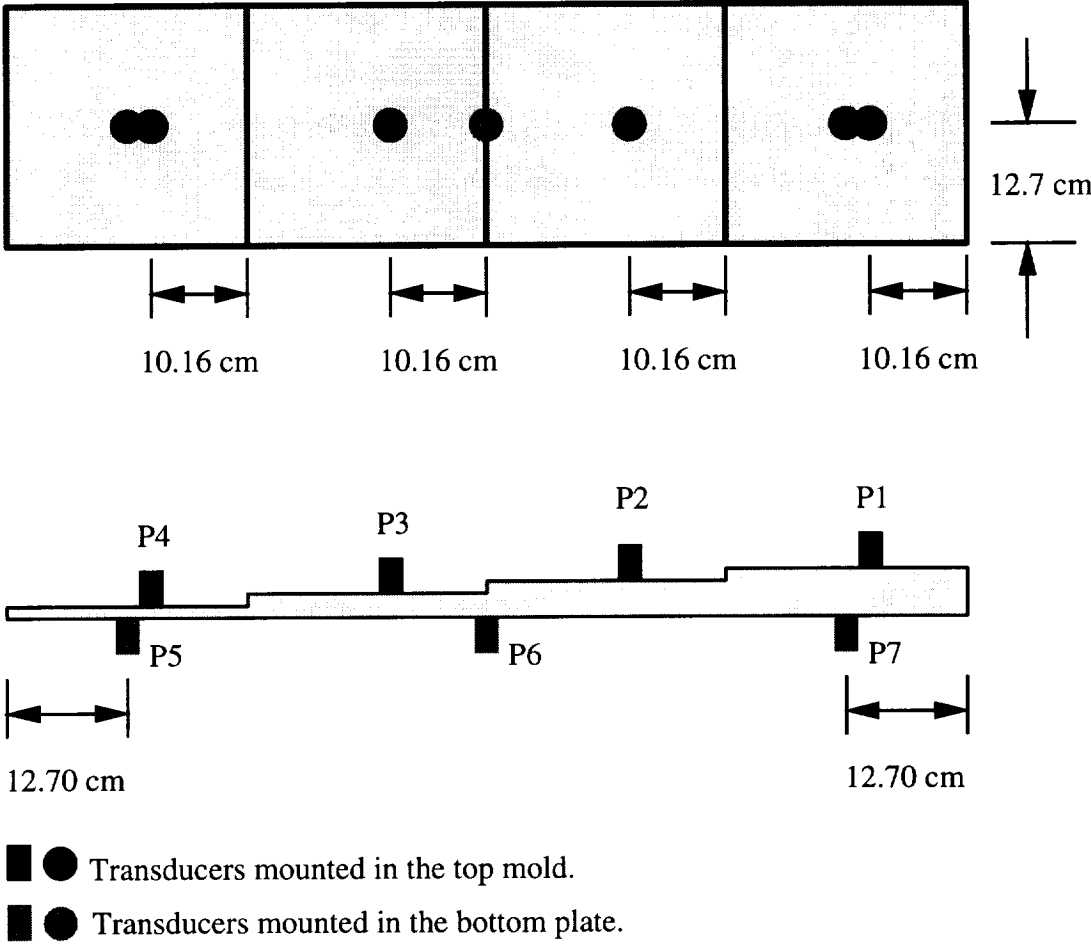 12.7 cm
10.16 cm 10.16 cm 10.16 cm 10.16 cm
P4 P3 P2 P1
P5 P6 P7
12.70 cm 12.70 cm
Transducers mounted in the top mold.
Transducers mounted in the bottom plate.